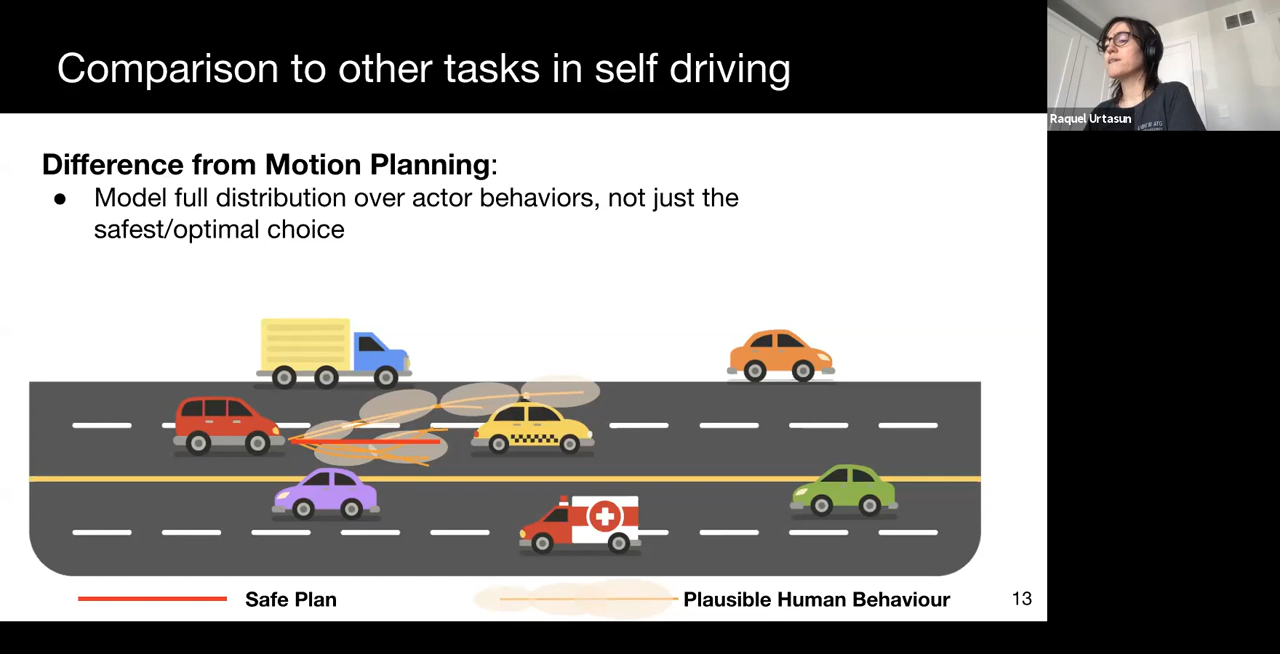 Comparison to other tasks in self driving
Raquel Urtasun
Difference from Motion Planning:
● Model full distribution over actor behaviors, not just the
safest/optimal choice
Safe Plan
Plausible Human Behaviour
13